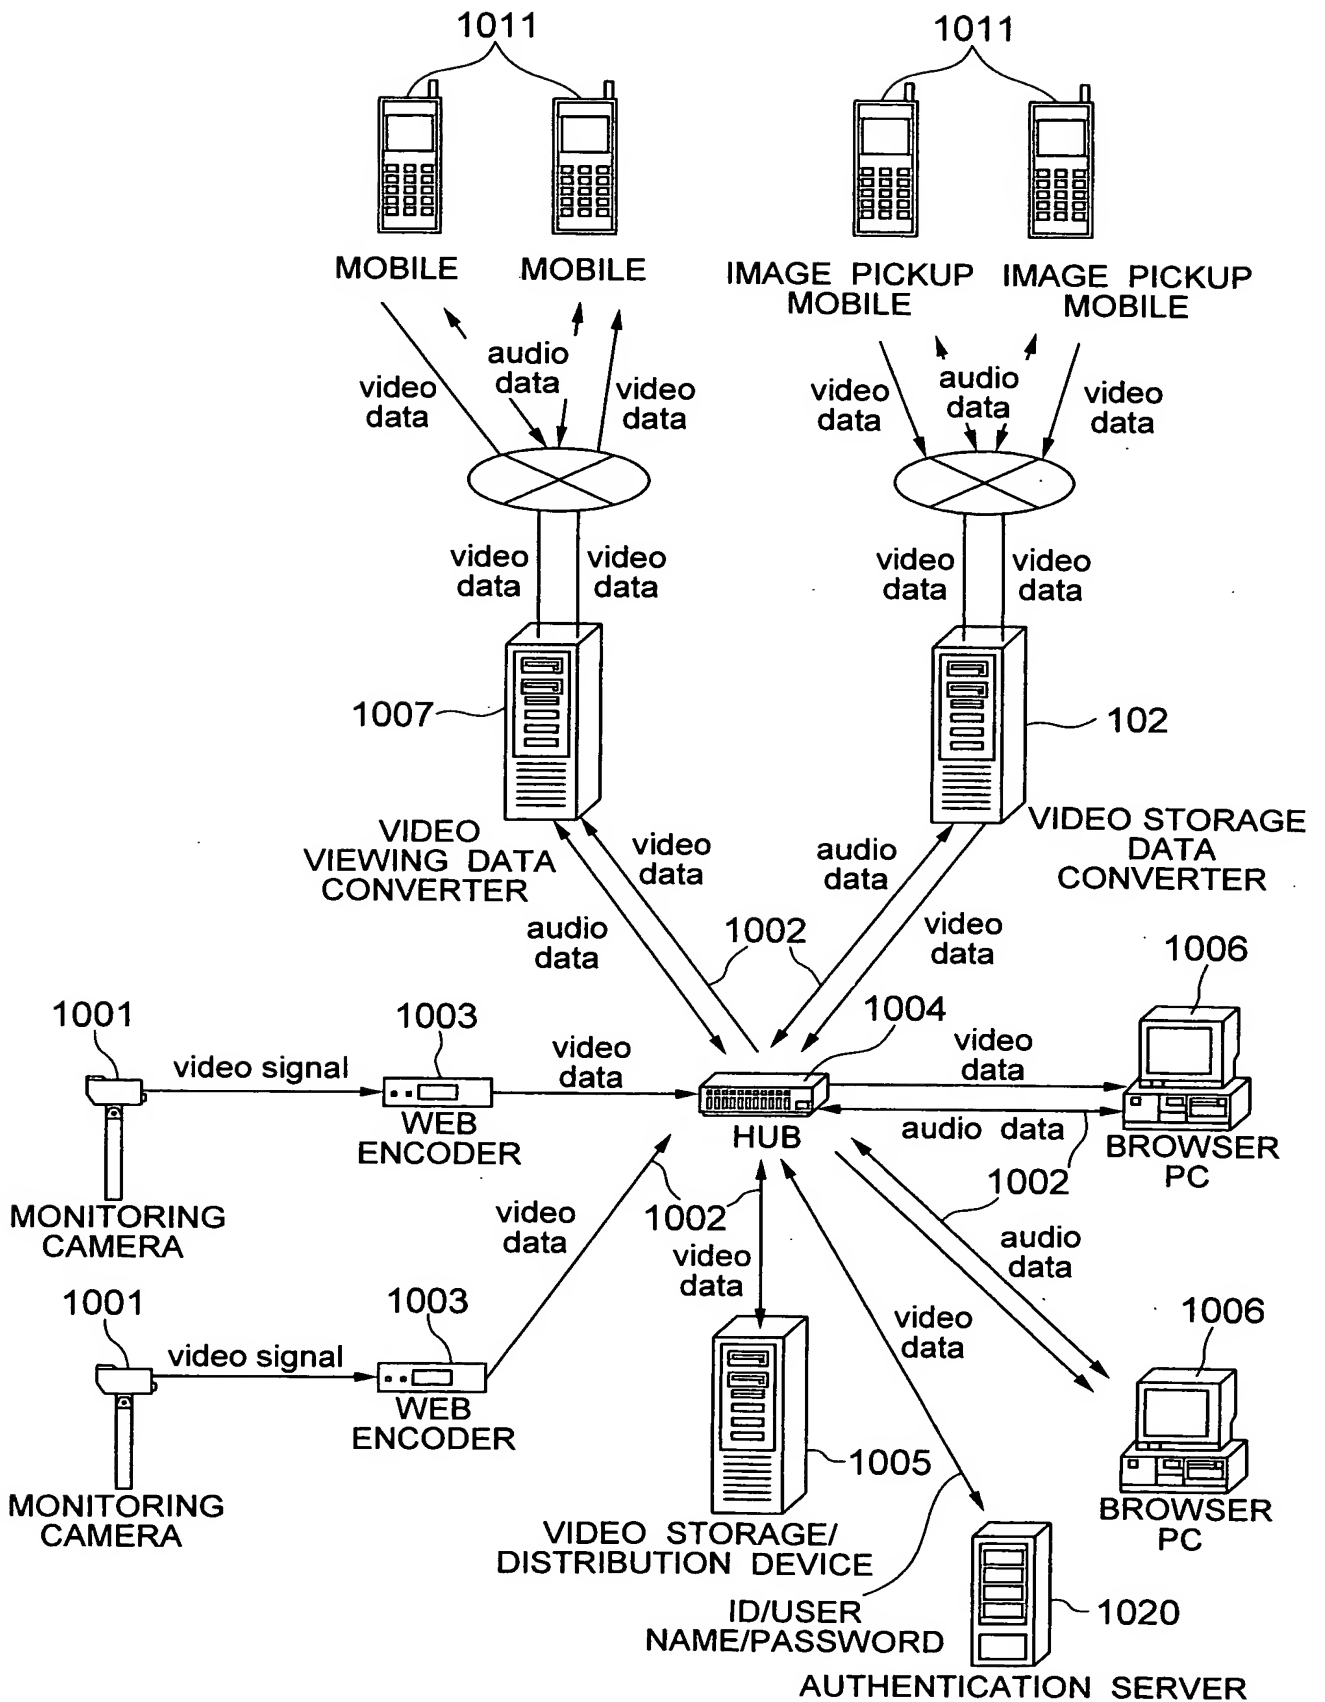 1011
1011
MOBILE
MOBILE
IMAGE PICKUP
MOBILE
IMAGE PICKUP
MOBILE
video
data
audio
data
video
data
video
data
audio
data
video
data
video
data
video
data
video
data
video
data
1007
102
VIDEO
VIEWING DATA
CONVERTER
VIDEO STORAGE
DATA
CONVERTER
video
data
audio
data
audio
data
video
data
1002
1006
1001
1003
1004
video signal
video
data
video
data
audio data
WEB
ENCODER
HUB
BROWSER
PC
1002
1002
MONITORING
CAMERA
video
data
video
data
audio
data
1001
1003
video signal
video
data
1006
WEB
ENCODER
1005
MONITORING
CAMERA
BROWSER
PC
VIDEO STORAGE/
DISTRIBUTION DEVICE
ID/USER
NAME/PASSWORD
1020
AUTHENTICATION SERVER